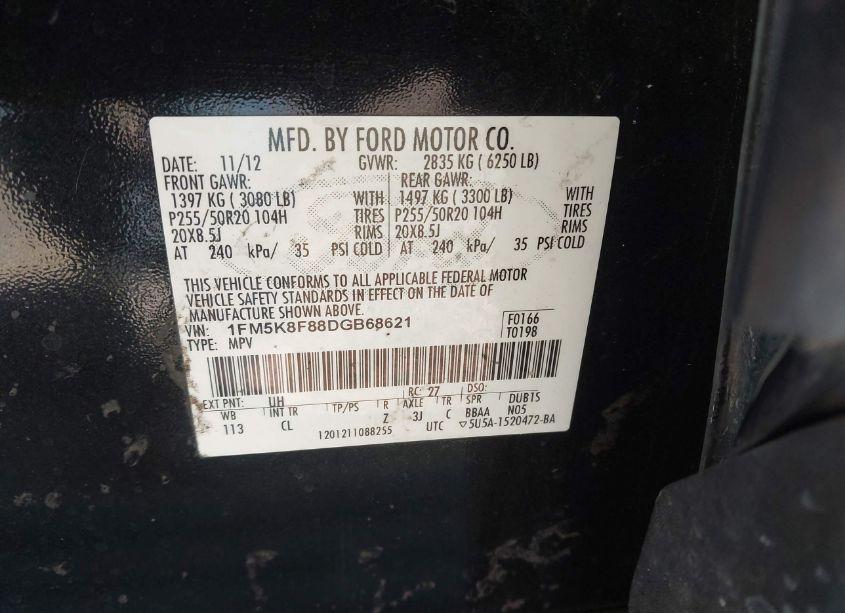 MFD. BY FORD MOTOR CO.
DATE: 11/12 GVWR: 2835 KG ( 6250 LB)
FRONT GAWR: REAR GAWR:
1397 KG ( 3080 LB) WITH 1497 KG ( 3300 LB) WITH
P255/50R20 104H TIRES P255/50R20 104H TIRES
20X8.5J RIMS 20X8.5J RIMS
AT 240 kPa/ 35 PSI COLD AT 240 kPa/ 35 PSI COLD
THIS VEHICLE CONFORMS TO ALL APPLICABLE FEDERAL MOTOR
VEHICLE SAFETY STANDARDS IN EFFECT ON THE DATE OF
MANUFACTURE SHOWN ABOVE.
VIN: 1FM5K8F88DGB68621 F0166
TYPE: MPV T0198
EXT PNT: UH RC: 27 DSO:
WB INT TR TP/PS R AXLE TR SPR DUB1S
113 CL Z 3J C BBAA N05
1201211088255 UTC ▽5U5A-1520472-BA